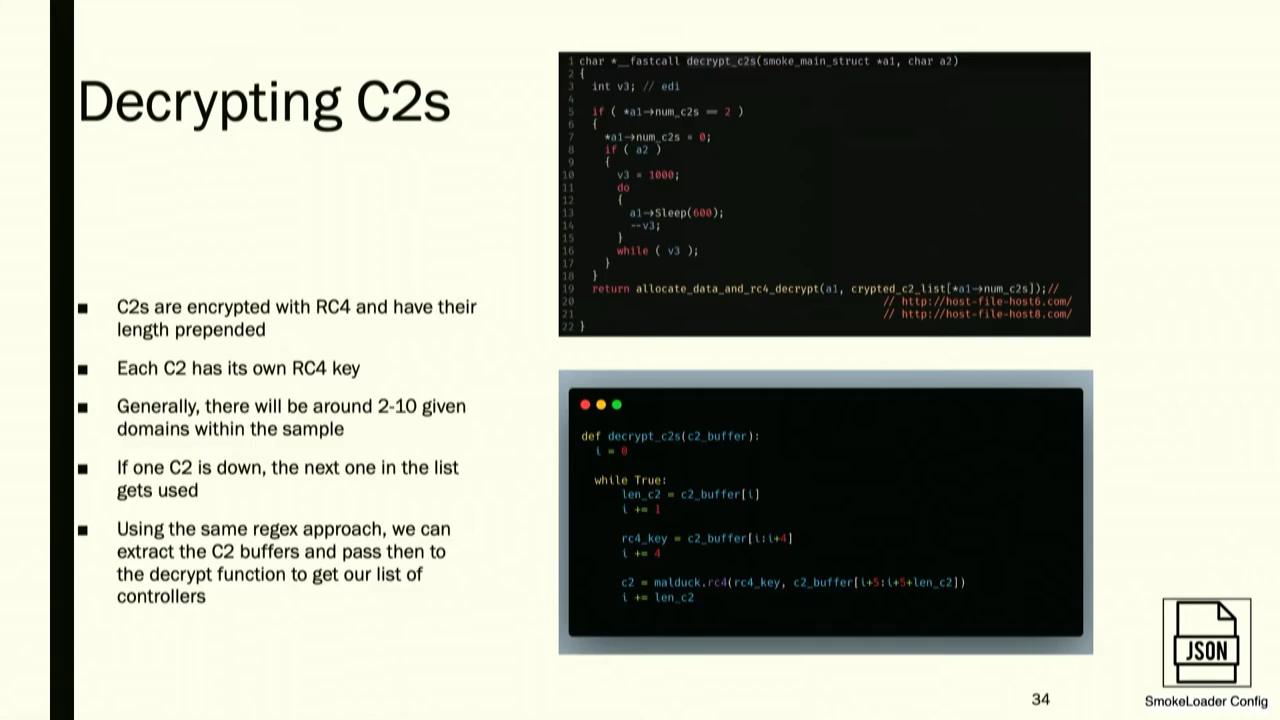 Decrypting C2s
■ C2s are encrypted with RC4 and have their
length prepended
■ Each C2 has its own RC4 key
■ Generally, there will be around 2-10 given
domains within the sample
■ If one C2 is down, the next one in the list
gets used
■ Using the same regex approach, we can
extract the C2 buffers and pass then to
the decrypt function to get our list of
controllers
1 char *__fastcall decrypt_c2s(smoke_main_struct *a1, char a2)
2 {
3 int v3; // edi
4
5 if ( *a1→num_c2s == 2 )
6 {
7 *a1→num_c2s = 0;
8 if ( a2 )
9 {
10 v3 = 1000;
11 do
12 {
13 a1→Sleep(600);
14 --v3;
15 }
16 while ( v3 );
17 }
18 }
19 return allocate_data_and_rc4_decrypt(a1, crypted_c2_list[*a1→num_c2s]);//
20 // http://host-file-host6.com/
21 // http://host-file-host8.com/
22 }
def decrypt_c2s(c2_buffer):
i = 0
while True:
len_c2 = c2_buffer[i]
i += 1
rc4_key = c2_buffer[i:i+4]
i += 4
c2 = malduck.rc4(rc4_key, c2_buffer[i+5:i+5+len_c2])
i += len_c2
JSON
SmokeLoader Config
34